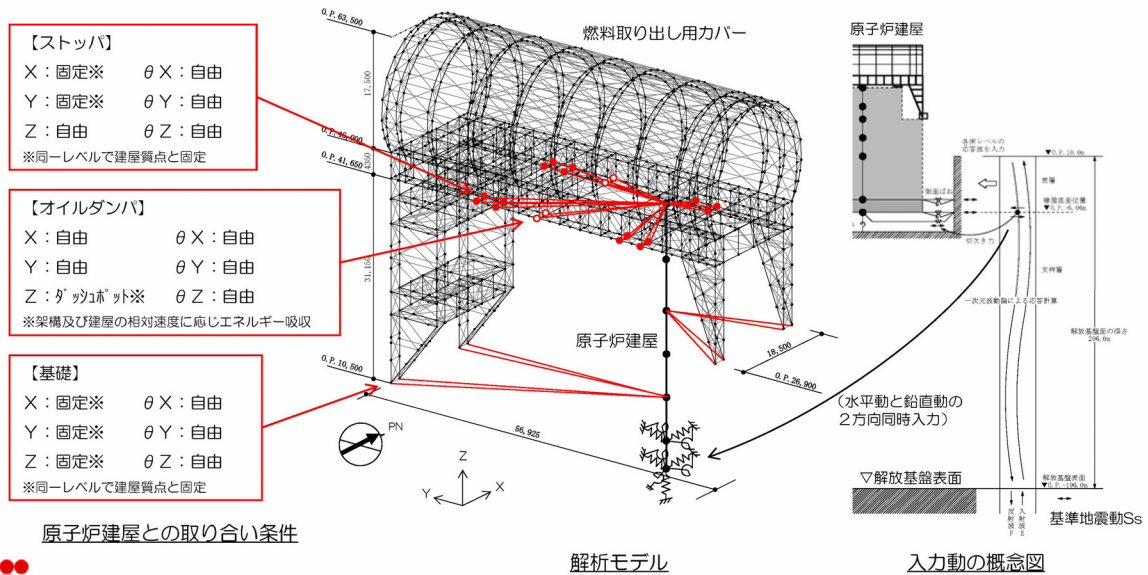 【ストッパ】
X：固定※　θX：自由
Y：固定※　θY：自由
Z：自由　θZ：自由
※同一レベルで建屋質点と固定
【オイルダンパ】
X：自由　θX：自由
Y：自由　θY：自由
Z：ﾀﾞｯｼｭﾎﾟｯﾄ※　θZ：自由
※架構及び建屋の相対速度に応じエネルギー吸収
【基礎】
X：固定※　θX：自由
Y：固定※　θY：自由
Z：固定※　θZ：自由
※同一レベルで建屋質点と固定
原子炉建屋との取り合い条件
O.P.63,500
17,500
O.P.46,000
4350
O.P.41,650
31,150
O.P.10,500
56,925
18,500
O.P.26,900
燃料取り出し用カバー
原子炉建屋
PN
Z
Y
X
解析モデル
原子炉建屋
各床レベルの
応答波を入力
側面ばね
切欠き力
▼O.P.10.0m
表層
建屋底面位置
▼O.P.-6.06m
支持層
一次元波動論による応答計算
解放基盤面の深さ
206.0m
（水平動と鉛直動の
２方向同時入力）
▽解放基盤表面
解放基盤表面
▼O.P.-196.0m
反射波F
入射波E
基準地震動Ss
入力動の概念図